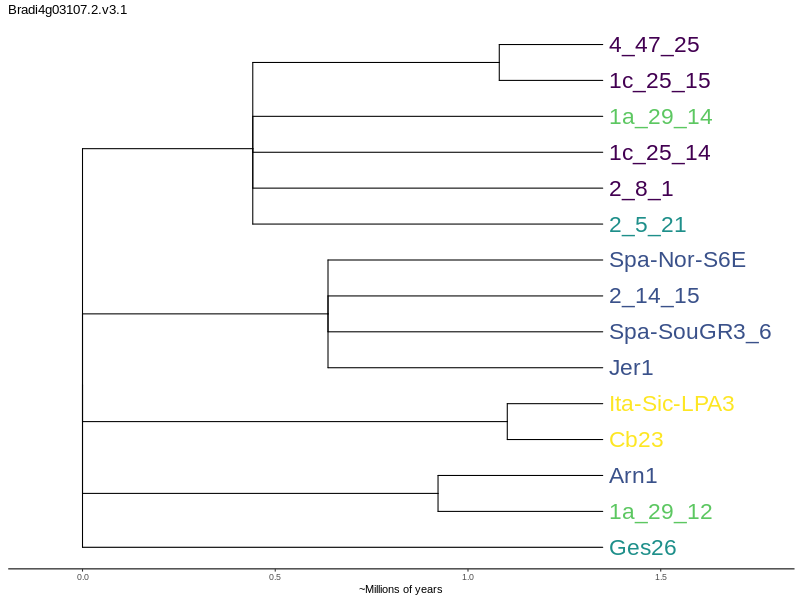 Bradi4g03107.2.v3.1
4_47_25
1c_25_15
1a_29_14
1c_25_14
2_8_1
2_5_21
Spa-Nor-S6E
2_14_15
Spa-SouGR3_6
Jer1
Ita-Sic-LPA3
Cb23
Arn1
1a_29_12
Ges26
0.0 0.5 1.0 1.5
~Millions of years